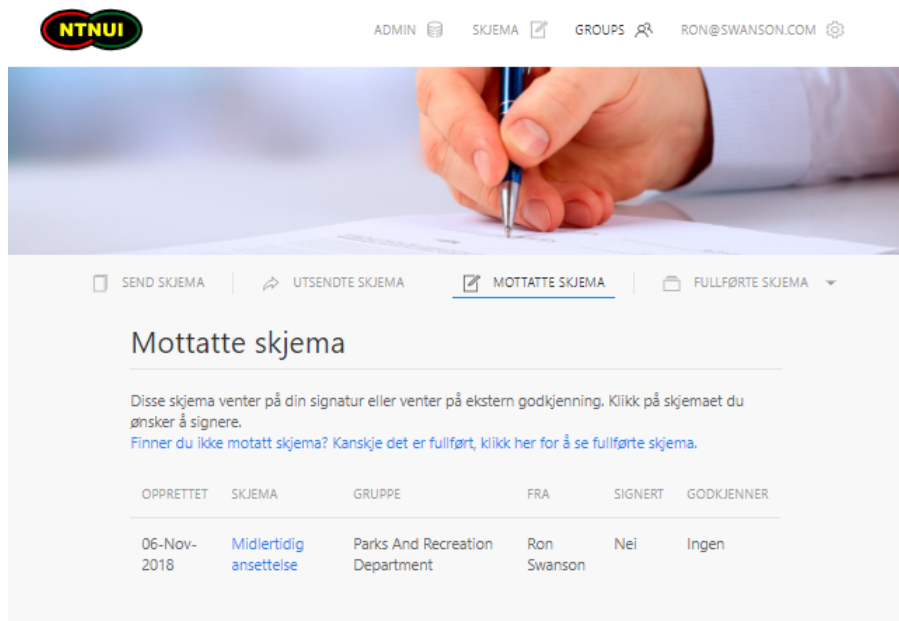 NTNUI
ADMIN SKJEMA GROUPS RON@SWANSON.COM
SEND SKJEMA UTSENDTE SKJEMA MOTTATTE SKJEMA FULLFØRTE SKJEMA
Mottatte skjema
Disse skjema venter på din signatur eller venter på ekstern godkjenning. Klikk på skjemaet du
ønsker å signere.
Finner du ikke motatt skjema? Kanskje det er fullført, klikk her for å se fullførte skjema.
OPPRETTET SKJEMA GRUPPE FRA SIGNERT GODKJENNER
06-Nov- Midlertidig Parks And Recreation Ron Nei Ingen
2018 ansettelse Department Swanson